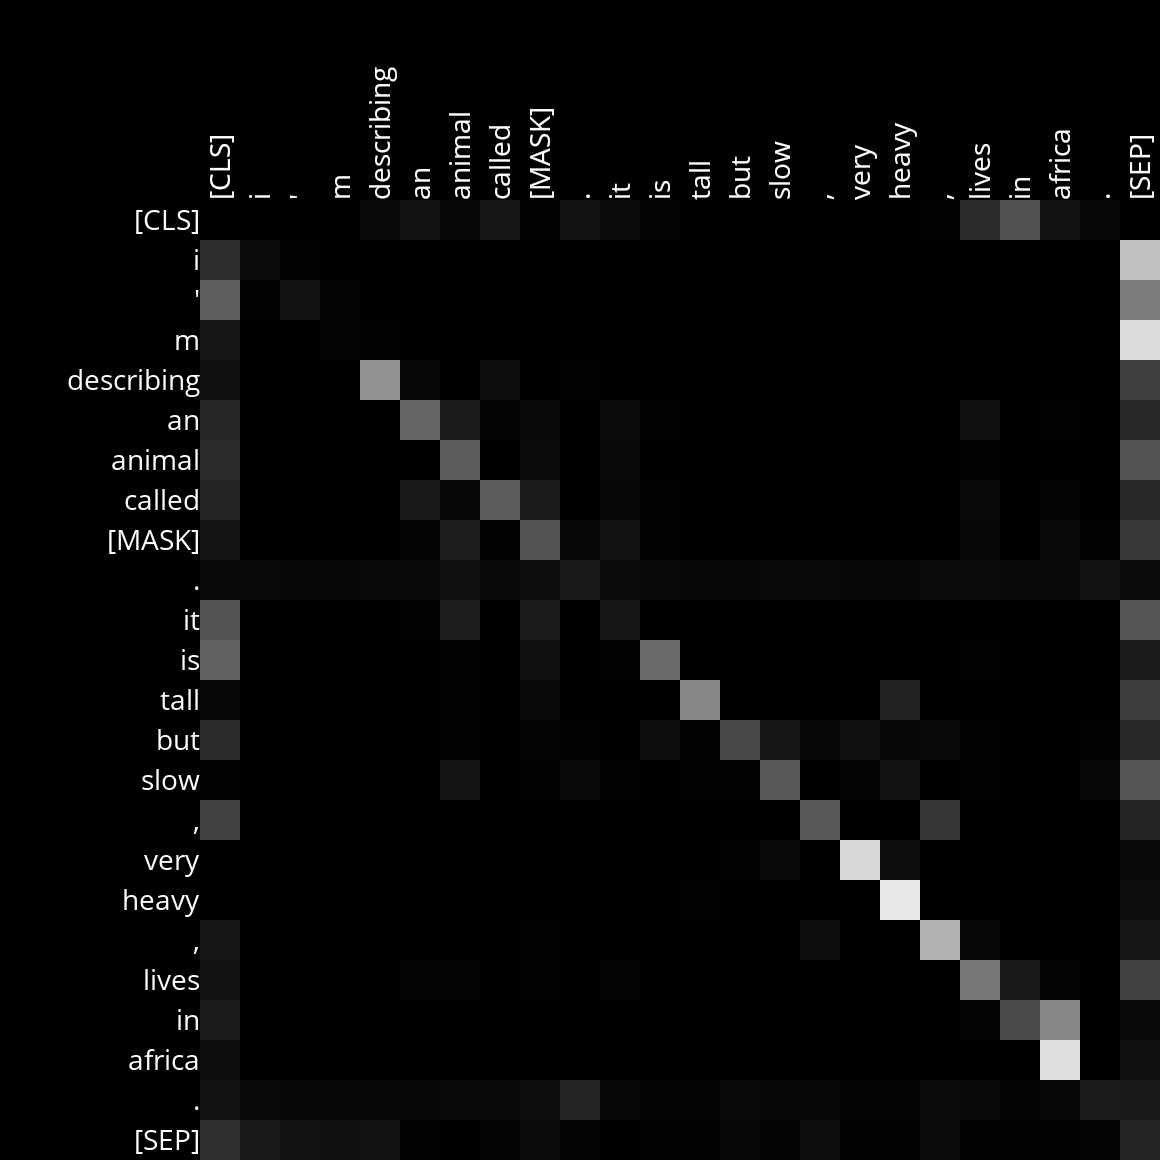 [CLS] i ' m describing an animal called [MASK] . it is tall but slow , very heavy , lives in africa . [SEP]
[CLS]
i
'
m
describing
an
animal
called
[MASK]
.
it
is
tall
but
slow
,
very
heavy
,
lives
in
africa
.
[SEP]